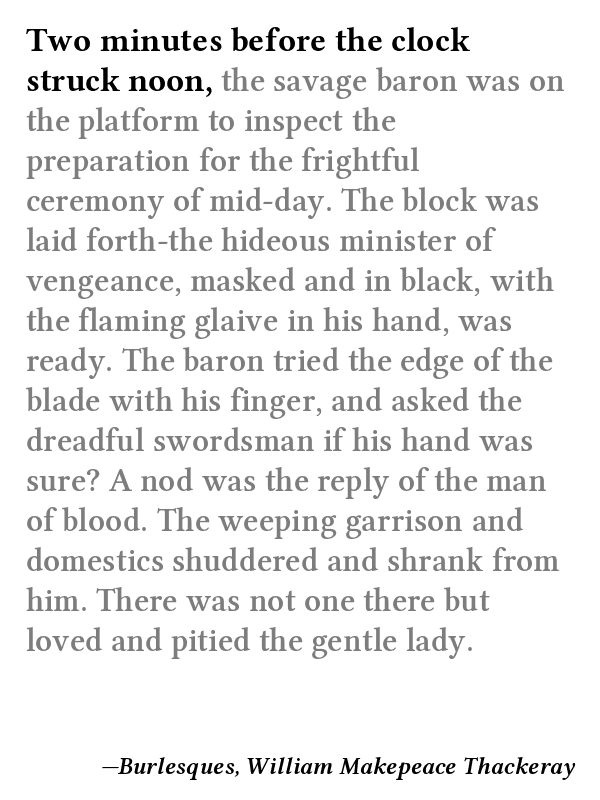 Two minutes before the clock
struck noon, the savage baron was on
the platform to inspect the
preparation for the frightful
ceremony of mid-day. The block was
laid forth-the hideous minister of
vengeance, masked and in black, with
the flaming glaive in his hand, was
ready. The baron tried the edge of the
blade with his finger, and asked the
dreadful swordsman if his hand was
sure? A nod was the reply of the man
of blood. The weeping garrison and
domestics shuddered and shrank from
him. There was not one there but
loved and pitied the gentle lady.
—Burlesques, William Makepeace Thackeray